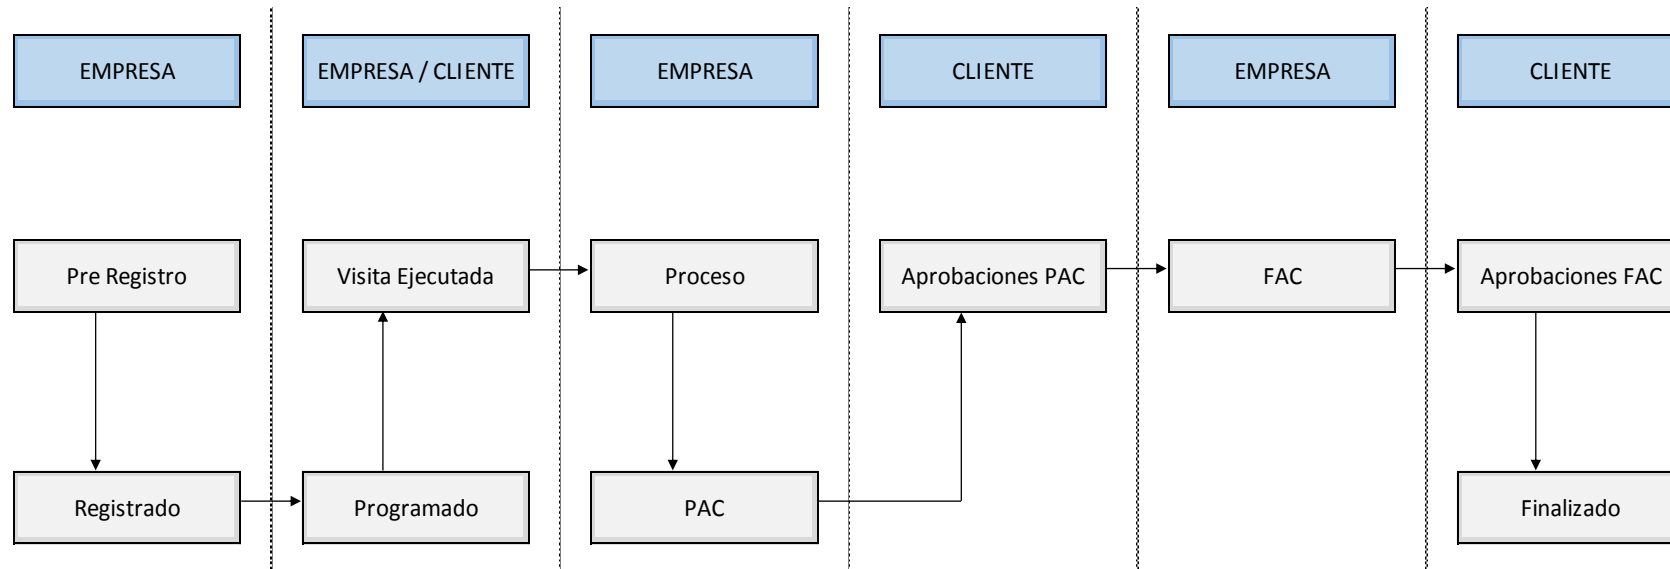 EMPRESA
EMPRESA / CLIENTE
EMPRESA
CLIENTE
EMPRESA
CLIENTE
Pre Registro
Visita Ejecutada
Proceso
Aprobaciones PAC
FAC
Aprobaciones FAC
Registrado
Programado
PAC
Finalizado